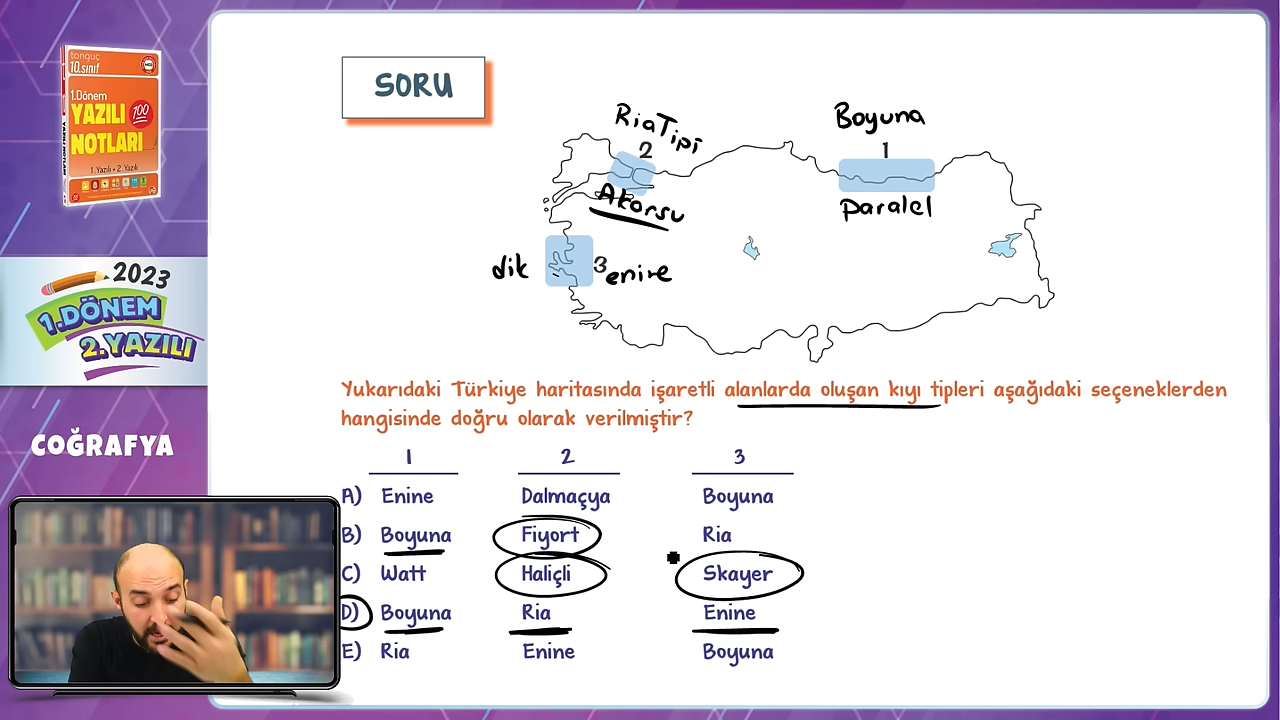 tonguç
10.sınıf
1.Dönem
YAZILI
100
NOTLARI
1.Yazılı + 2.Yazılı
2023
1.DÖNEM
2.YAZILI
COĞRAFYA
SORU
Ria Tipi
2
Akarsu
Boyuna
1
Paralel
dik
3
enine
Yukarıdaki Türkiye haritasında işaretli alanlarda oluşan kıyı tipleri aşağıdaki seçeneklerden
hangisinde doğru olarak verilmiştir?
1 2 3
A) Enine Dalmaçya Boyuna
B) Boyuna Fiyort Ria
C) Watt Haliçli Skayer
D) Boyuna Ria Enine
E) Ria Enine Boyuna